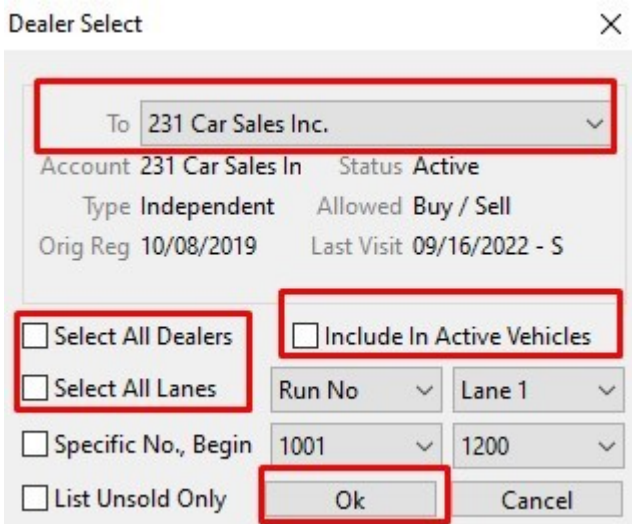 Dealer Select
To 231 Car Sales Inc.
Account 231 Car Sales In Status Active
Type Independent Allowed Buy / Sell
Orig Reg 10/08/2019 Last Visit 09/16/2022 - S
Select All Dealers Include In Active Vehicles
Select All Lanes Run No Lane 1
Specific No., Begin 1001 1200
List Unsold Only Ok Cancel